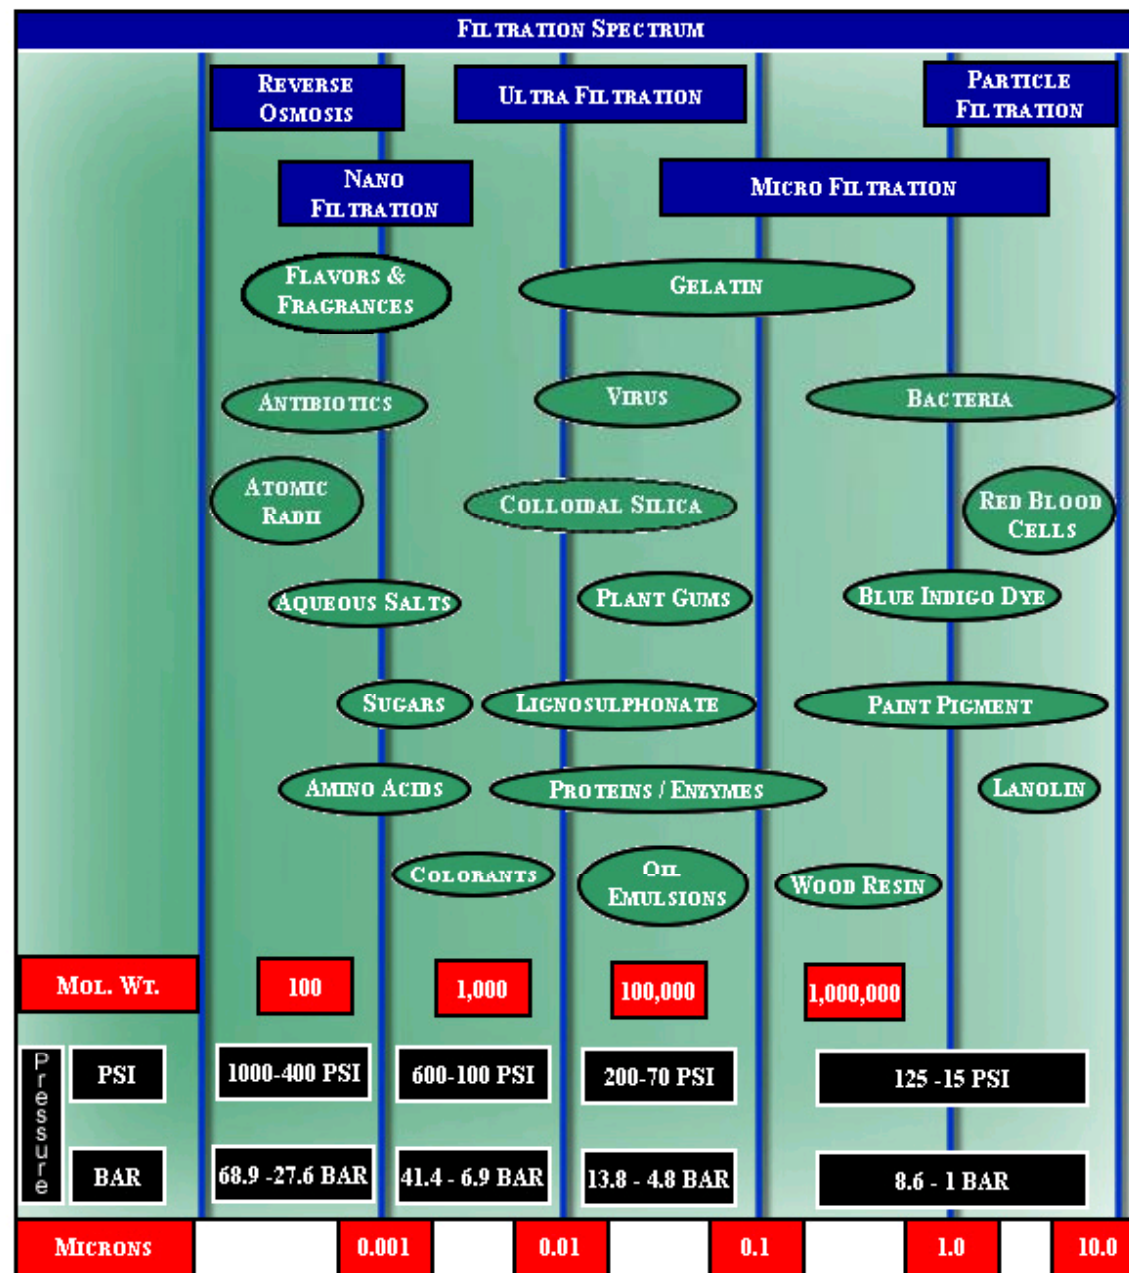 FILTRATION SPECTRUM
REVERSE
OSMOSIS
ULTRA FILTRATION
PARTICLE
FILTRATION
NANO
FILTRATION
MICRO FILTRATION
FLAVORS &
FRAGRANCES
GELATIN
ANTIBIOTICS
VIRUS
BACTERIA
ATOMIC
RADII
COLLOIDAL SILICA
RED BLOOD
CELLS
AQUEOUS SALTS
PLANT GUMS
BLUE INDIGO DYE
SUGARS
LIGNOSULPHONATE
PAINT PIGMENT
AMINO ACIDS
PROTEINS / ENZYMES
LANOLIN
COLORANTS
OIL
EMULSIONS
WOOD RESIN
MOL. WT.
100
1,000
100,000
1,000,000
Pressure
PSI
1000-400 PSI
600-100 PSI
200-70 PSI
125 -15 PSI
BAR
68.9 -27.6 BAR
41.4 - 6.9 BAR
13.8 - 4.8 BAR
8.6 - 1 BAR
MICRONS
0.001
0.01
0.1
1.0
10.0